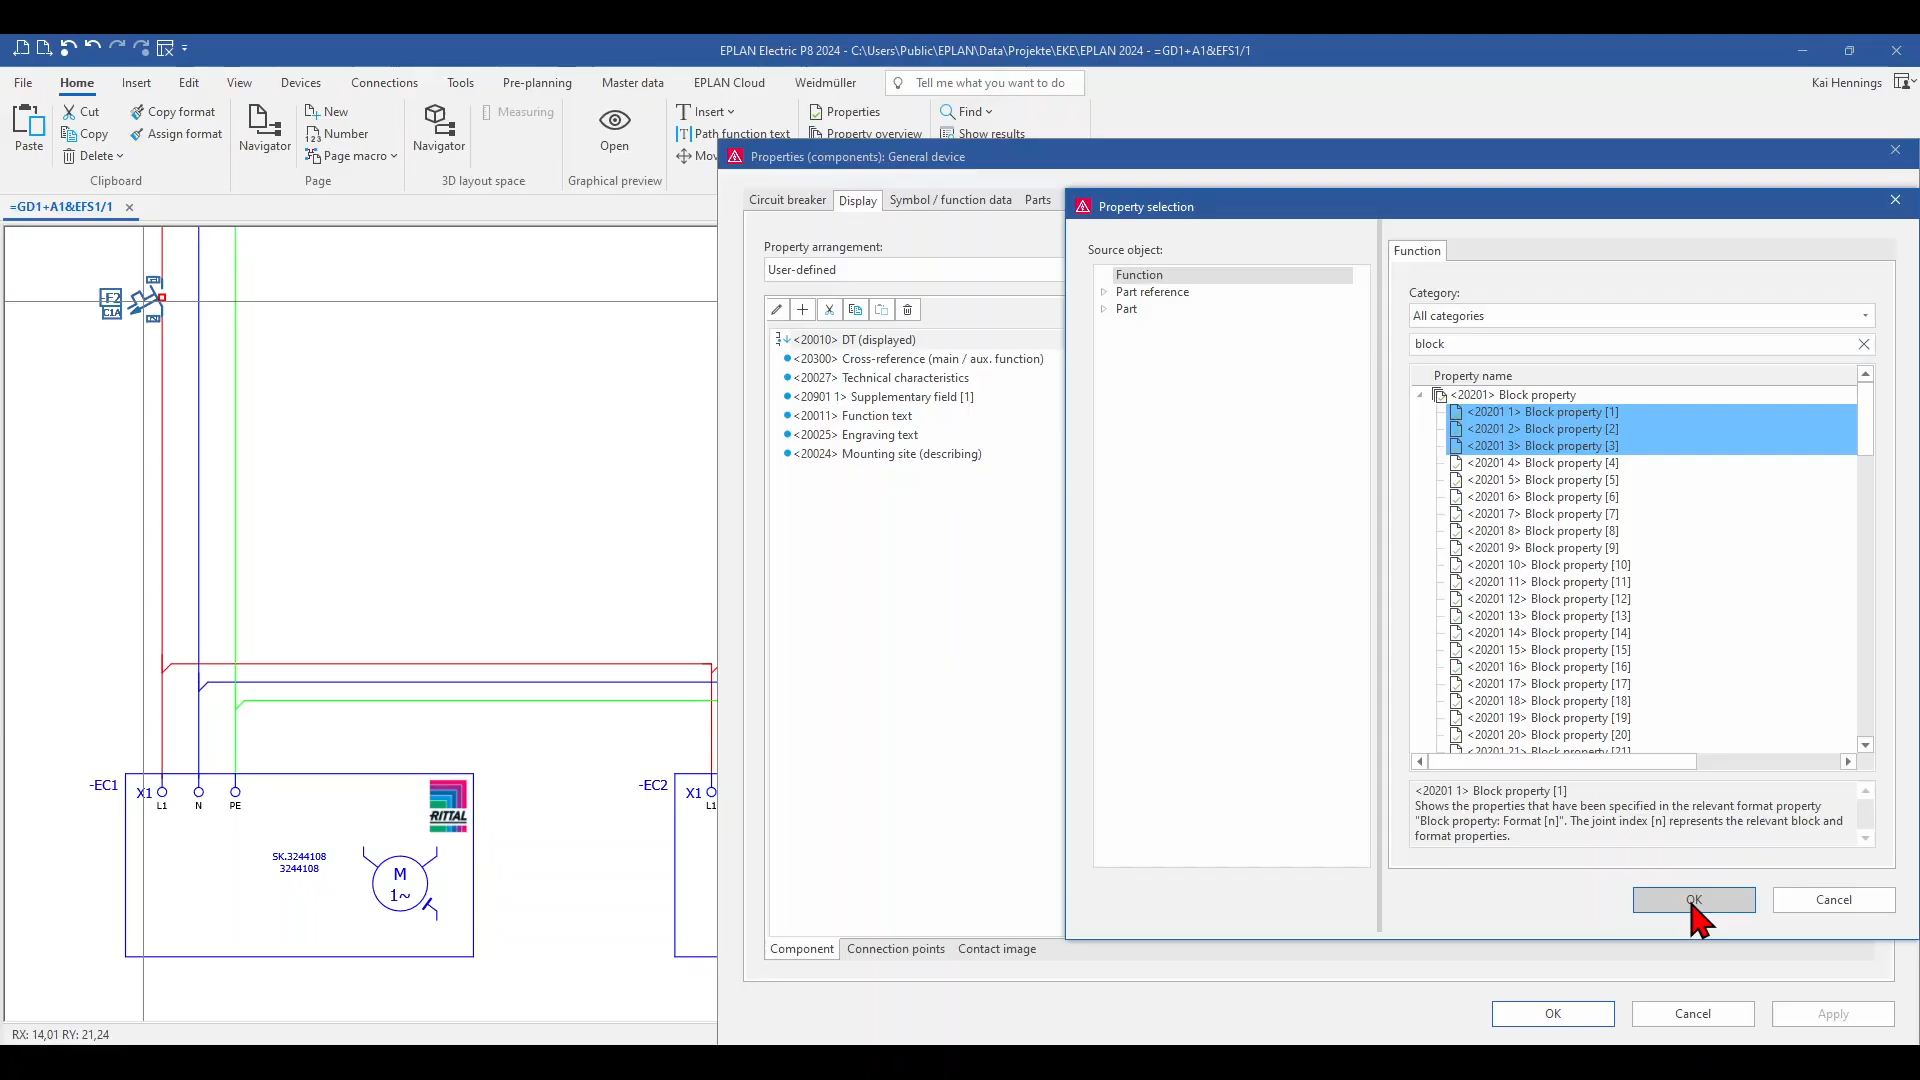 EPLAN Electric P8 2024 - C:\Users\Public\EPLAN\Data\Projekte\EKE\EPLAN 2024 - =GD1+A1&EFS1/1
File Home Insert Edit View Devices Connections Tools Pre-planning Master data EPLAN Cloud Weidmüller Tell me what you want to do Kai Hennings
Paste
Cut
Copy
Delete
Copy format
Assign format
Clipboard
Navigator
New
Number
Page macro
Page
Navigator
3D layout space
Measuring
Open
Graphical preview
Insert
Path function text
Mov
Properties
Property overview
Find
Show results
=GD1+A1&EFS1/1
-F2
C1A
-EC1
X1
L1
N
PE
RITTAL
SK.3244108
3244108
M
1~
-EC2
X1
L1
RX: 14,01 RY: 21,24
Properties (components): General device
Circuit breaker Display Symbol / function data Parts
Property arrangement:
User-defined
<20010> DT (displayed)
<20300> Cross-reference (main / aux. function)
<20027> Technical characteristics
<20901 1> Supplementary field [1]
<20011> Function text
<20025> Engraving text
<20024> Mounting site (describing)
Component Connection points Contact image
OK Cancel Apply
Property selection
Source object:
Function
Part reference
Part
Function
Category:
All categories
block
Property name
<20201> Block property
<20201 1> Block property [1]
<20201 2> Block property [2]
<20201 3> Block property [3]
<20201 4> Block property [4]
<20201 5> Block property [5]
<20201 6> Block property [6]
<20201 7> Block property [7]
<20201 8> Block property [8]
<20201 9> Block property [9]
<20201 10> Block property [10]
<20201 11> Block property [11]
<20201 12> Block property [12]
<20201 13> Block property [13]
<20201 14> Block property [14]
<20201 15> Block property [15]
<20201 16> Block property [16]
<20201 17> Block property [17]
<20201 18> Block property [18]
<20201 19> Block property [19]
<20201 20> Block property [20]
<20201 21> Block property [21]
<20201 1> Block property [1]
Shows the properties that have been specified in the relevant format property
"Block property: Format [n]". The joint index [n] represents the relevant block and
format properties.
OK Cancel